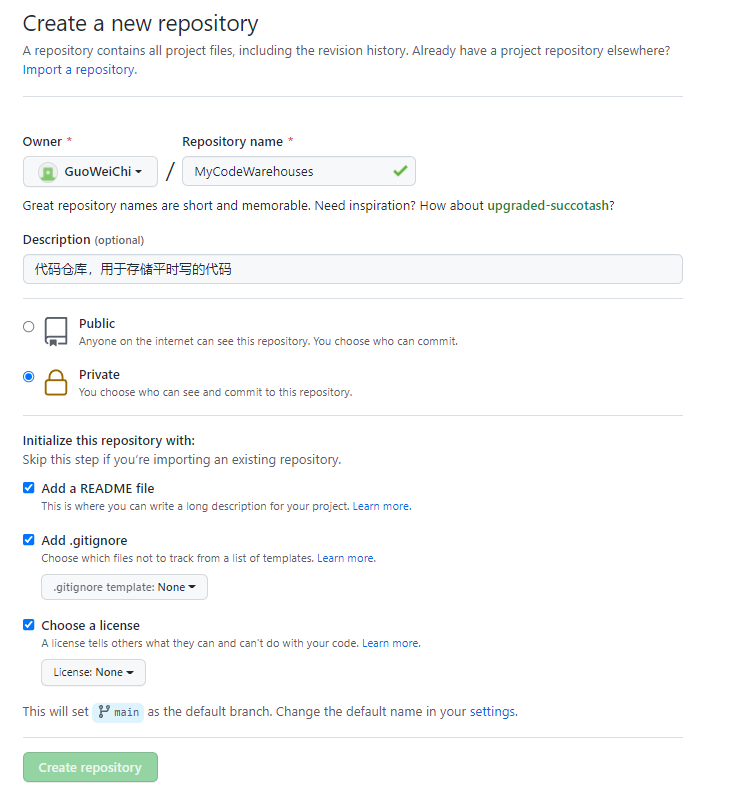 Create a new repository
A repository contains all project files, including the revision history. Already have a project repository elsewhere?
Import a repository.
Owner *
Repository name *
GuoWeiChi
/
MyCodeWarehouses
Great repository names are short and memorable. Need inspiration? How about upgraded-succotash?
Description (optional)
代码仓库，用于存储平时写的代码
Public
Anyone on the internet can see this repository. You choose who can commit.
Private
You choose who can see and commit to this repository.
Initialize this repository with:
Skip this step if you're importing an existing repository.
Add a README file
This is where you can write a long description for your project. Learn more.
Add .gitignore
Choose which files not to track from a list of templates. Learn more.
.gitignore template: None
Choose a license
A license tells others what they can and can't do with your code. Learn more.
License: None
This will set main as the default branch. Change the default name in your settings.
Create repository